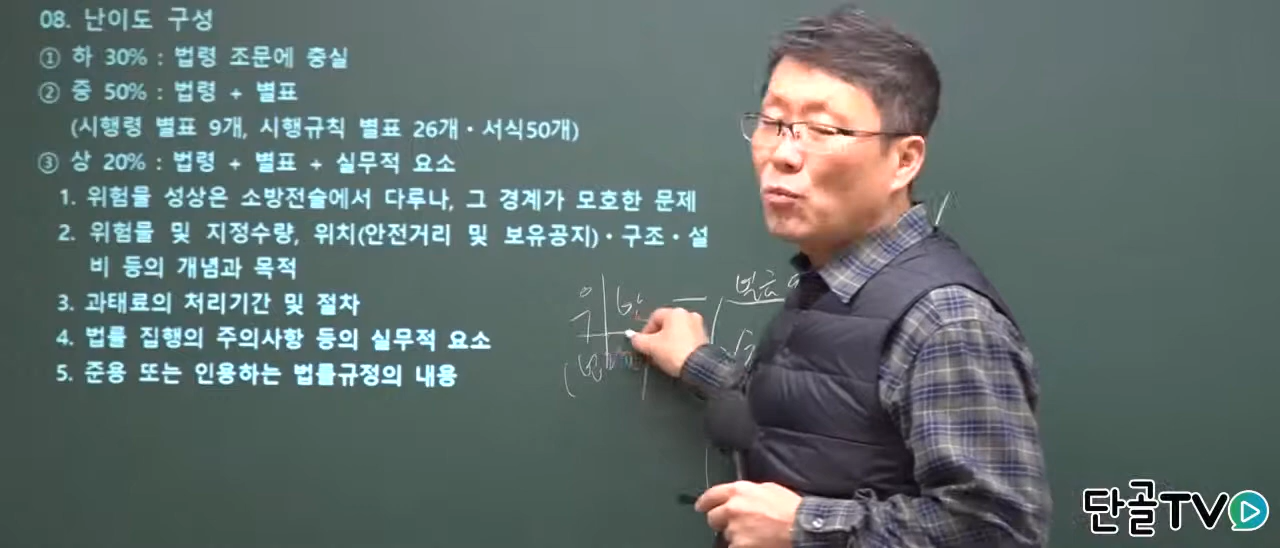 08. 난이도 구성
① 하 30% : 법령 조문에 충실
② 중 50% : 법령 + 별표
(시행령 별표 9개, 시행규칙 별표 26개·서식50개)
③ 상 20% : 법령 + 별표 + 실무적 요소
1. 위험물 성상은 소방전술에서 다루나, 그 경계가 모호한 문제
2. 위험물 및 지정수량, 위치(안전거리 및 보유공지)·구조·설
비 등의 개념과 목적
3. 과태료의 처리기간 및 절차
4. 법률 집행의 주의사항 등의 실무적 요소
5. 준용 또는 인용하는 법률규정의 내용
단골TV